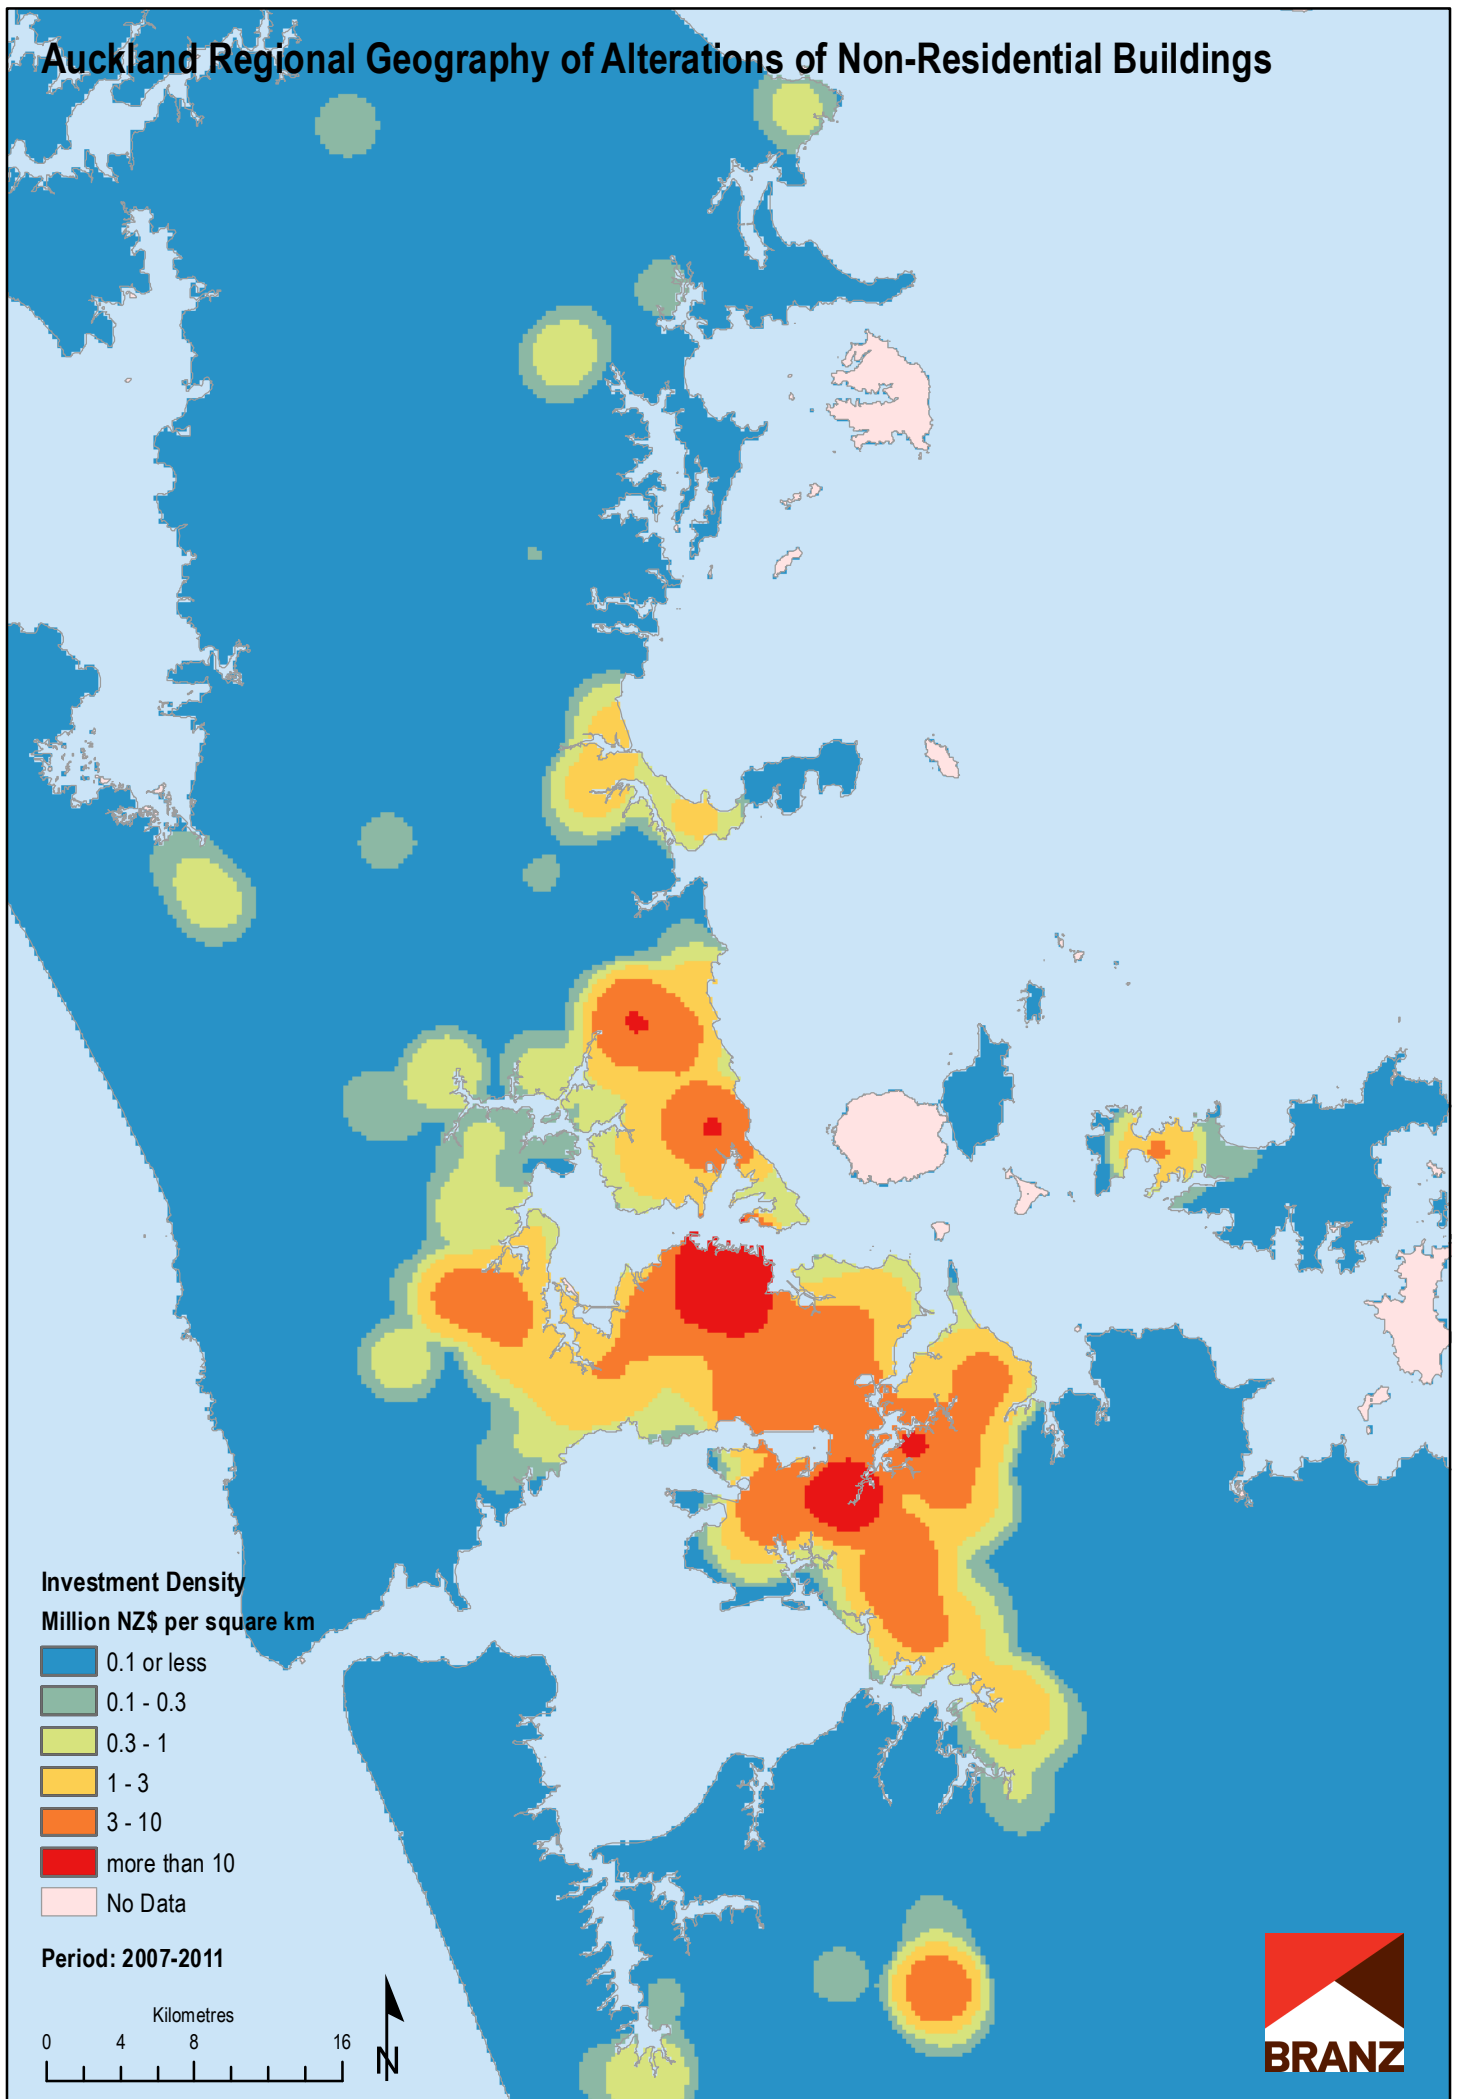 Auckland Regional Geography of Alterations of Non-Residential Buildings
Investment Density
Million NZ$ per square km
0.1 or less
0.1 - 0.3
0.3 - 1
1 - 3
3 - 10
more than 10
No Data
Period: 2007-2011
Kilometres
0 4 8 16
N
BRANZ